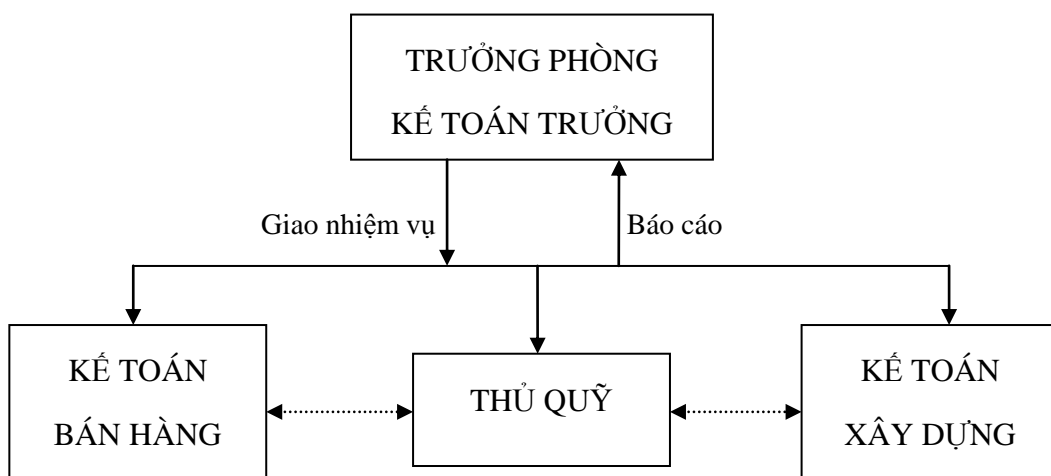 TRƯỞNG PHÒNG
KẾ TOÁN TRƯỞNG
Giao nhiệm vụ
Báo cáo
KẾ TOÁN
BÁN HÀNG
THỦ QUỸ
KẾ TOÁN
XÂY DỰNG